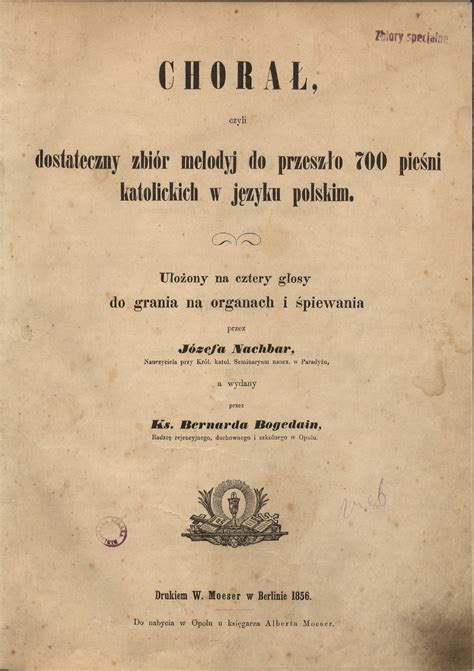 Zbiory specjalne
CHORAŁ,
czyli
dostateczny zbiór melodyj do przeszło 700 pieśni
katolickich w języku polskim.
Ułożony na cztery głosy
do grania na organach i śpiewania
przez
Józefa Nachbar,
Nauczyciela przy Król. katol. Seminaryum naucz. w Paradyżu,
a wydany
przez
Ks. Bernarda Bogedain,
Radzcę rejencyjnego, duchownego i szkolnego w Opolu.
Drukiem W. Moeser w Berlinie 1856.
Do nabycia w Opolu u księgarza Alberta Moeser.